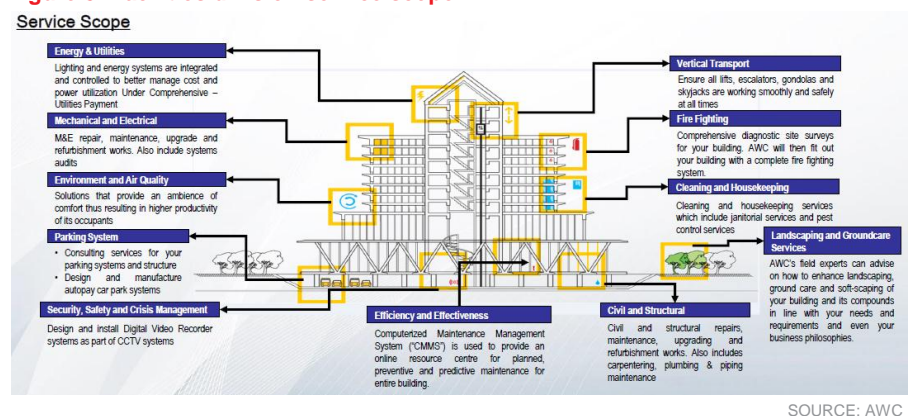 Service Scope
Energy & Utilities
Lighting and energy systems are integrated
and controlled to better manage cost and
power utilization Under Comprehensive –
Utilities Payment
Mechanical and Electrical
M&E repair, maintenance, upgrade and
refurbishment works. Also include systems
audits
Environment and Air Quality
Solutions that provide an ambience of
comfort thus resulting in higher productivity
of its occupants
Parking System
• Consulting services for your
parking systems and structure
• Design and manufacture
autopay car park systems
Security, Safety and Crisis Management
Design and install Digital Video Recorder
systems as part of CCTV systems
Efficiency and Effectiveness
Computerized Maintenance Management
System ("CMMS") is used to provide an
online resource centre for planned,
preventive and predictive maintenance for
entire building.
Vertical Transport
Ensure all lifts, escalators, gondolas and
skyjacks are working smoothly and safely
at all times
Fire Fighting
Comprehensive diagnostic site surveys
for your building. AWC will then fit out
your building with a complete fire fighting
system.
Cleaning and Housekeeping
Cleaning and housekeeping services
which include janitorial services and pest
control services
Landscaping and Groundcare
Services
AWC's field experts can advise
on how to enhance landscaping,
ground care and soft-scaping of
your building and its compounds
in line with your needs and
requirements and even your
business philosophies.
Civil and Structural
Civil and structural repairs,
maintenance, upgrading and
refurbishment works. Also includes
carpentering, plumbing & piping
maintenance
SOURCE: AWC